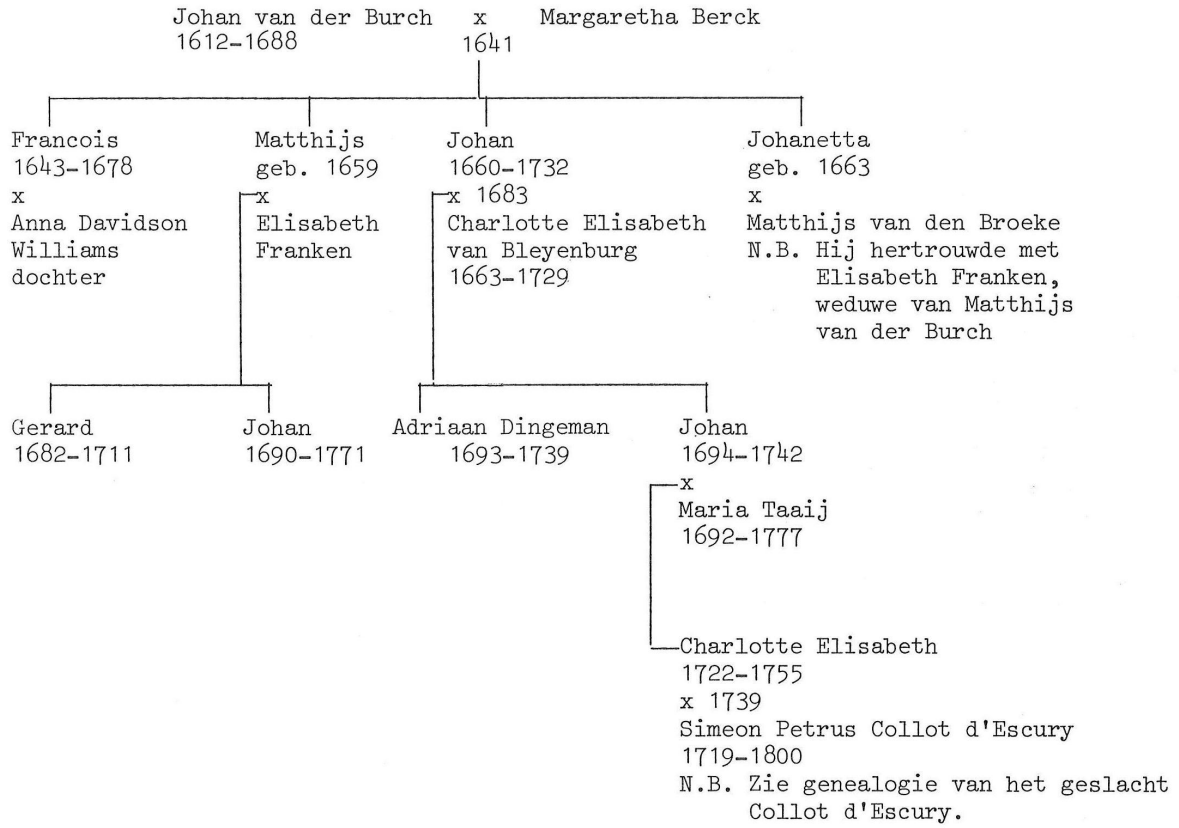 Johan van der Burch x Margaretha Berck
1612-1688 1641
Francois
1643-1678
x
Anna Davidson
Williams
dochter
Matthijs
geb. 1659
x
Elisabeth
Franken
Johan
1660-1732
x 1683
Charlotte Elisabeth
van Bleyenburg
1663-1729
Johanetta
geb. 1663
x
Matthijs van den Broeke
N.B. Hij hertrouwde met
Elisabeth Franken,
weduwe van Matthijs
van der Burch
Gerard
1682-1711
Johan
1690-1771
Adriaan Dingeman
1693-1739
Johan
1694-1742
x
Maria Taaij
1692-1777
Charlotte Elisabeth
1722-1755
x 1739
Simeon Petrus Collot d'Escury
1719-1800
N.B. Zie genealogie van het geslacht
Collot d'Escury.